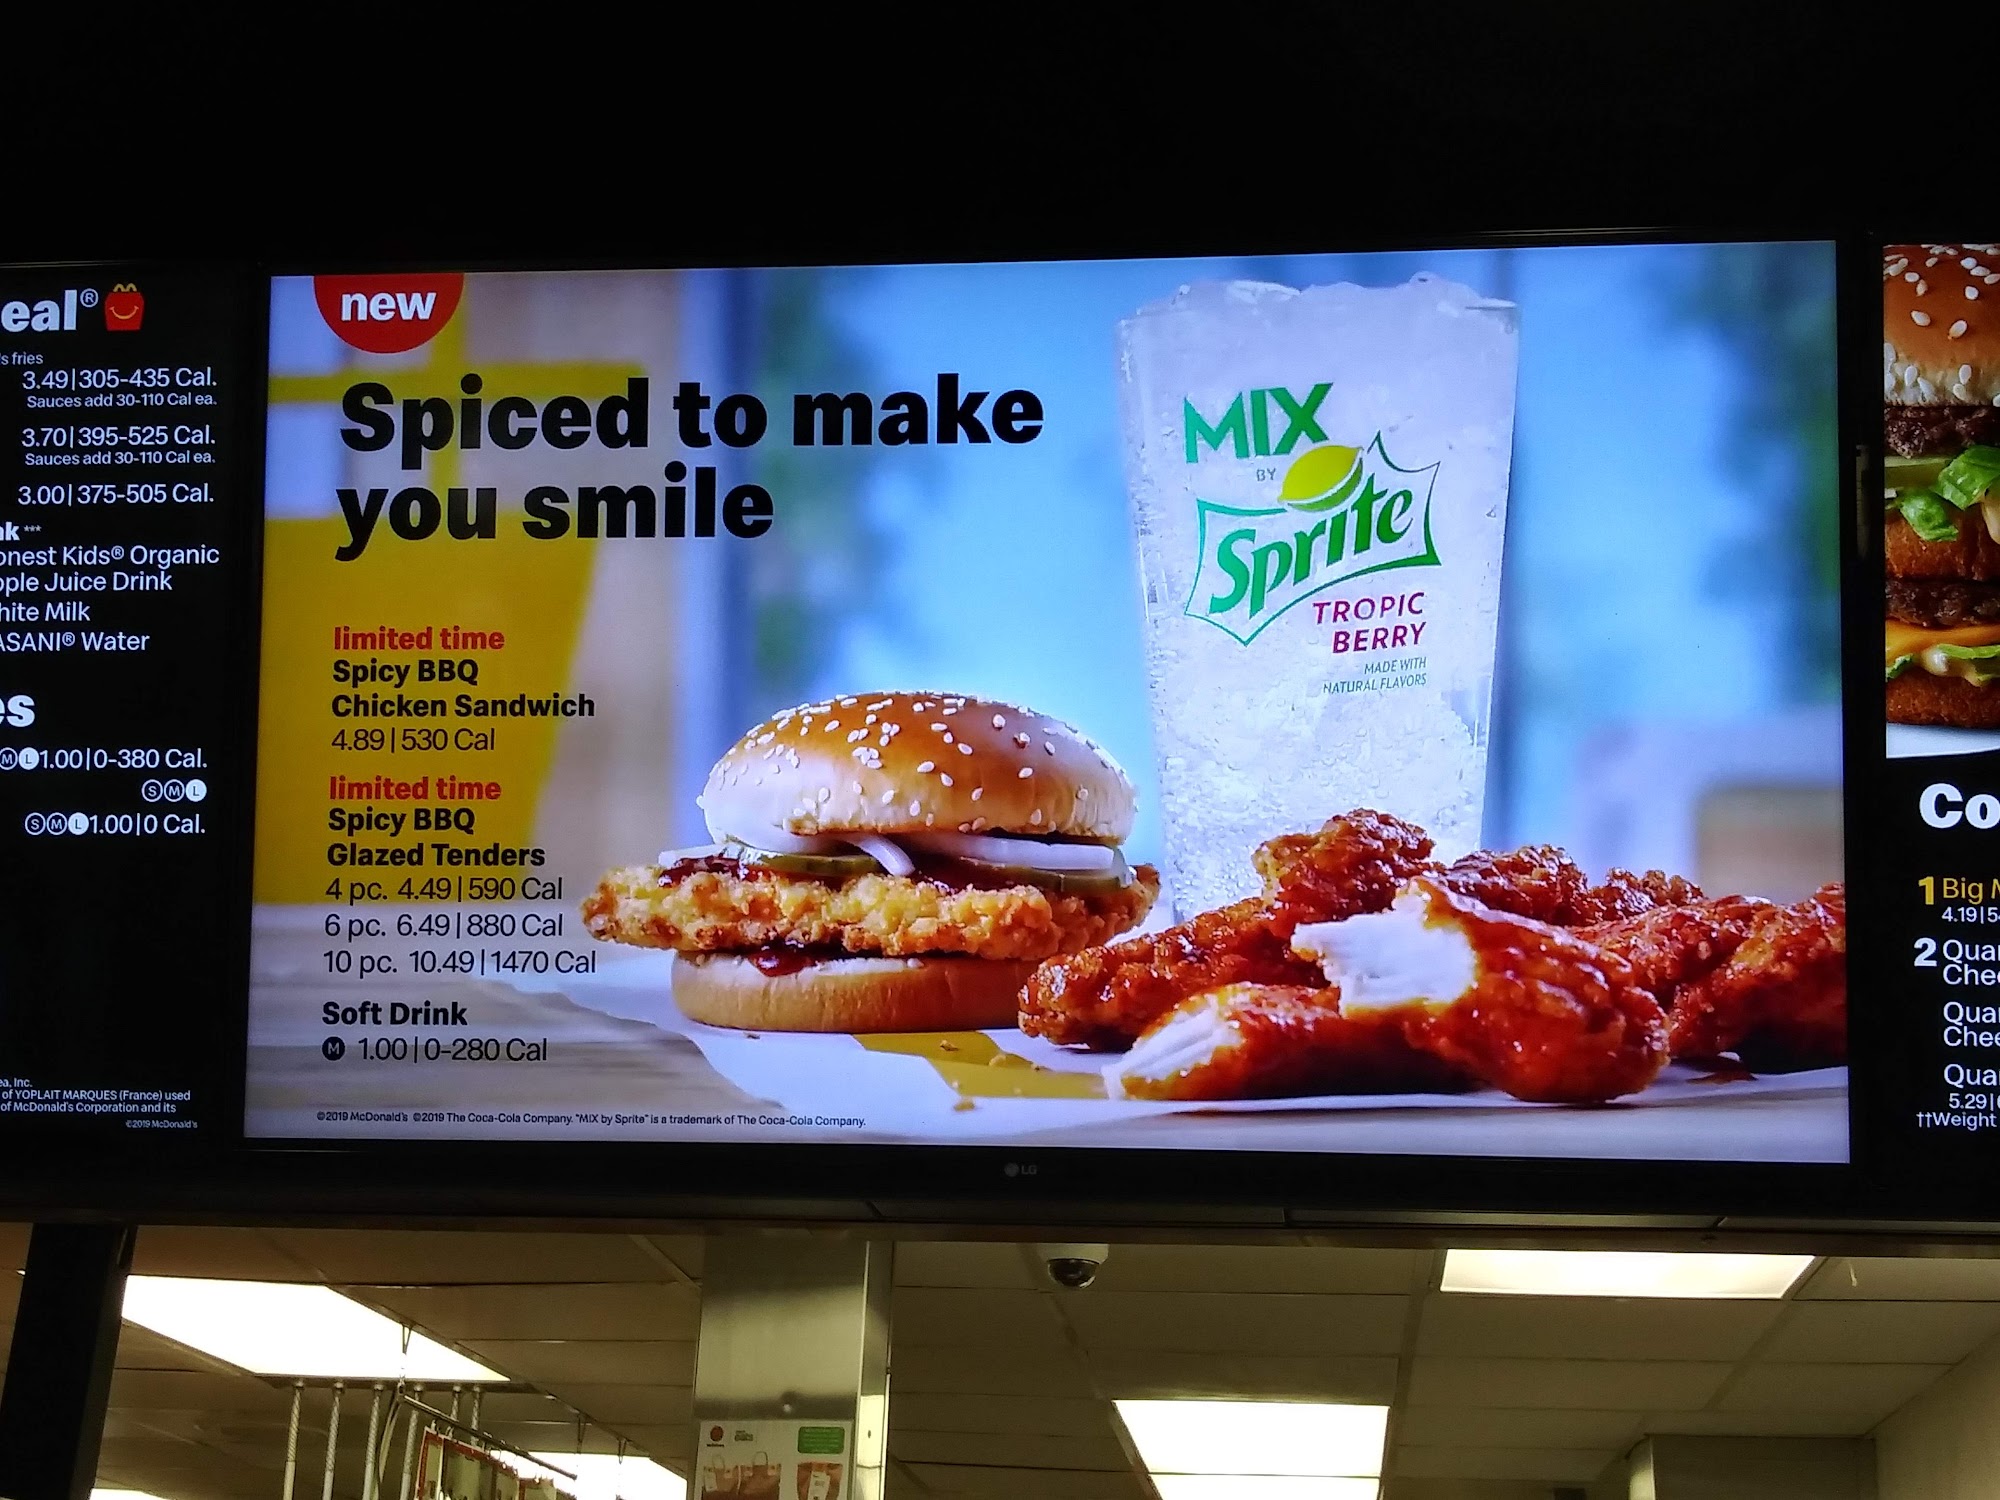 eal®
's fries
3.49|305-435 Cal.
Sauces add 30-110 Cal ea.
3.70|395-525 Cal.
Sauces add 30-110 Cal ea.
3.00|375-505 Cal.
nk ***
onest Kids® Organic
pple Juice Drink
hite Milk
ASANI® Water
es
M L 1.00|0-380 Cal.
S M L
S M L 1.00|0 Cal.
ea, Inc.
of YOPLAIT MARQUES (France) used
of McDonald's Corporation and its
©2019 McDonald's
new
Spiced to make
you smile
limited time
Spicy BBQ
Chicken Sandwich
4.89|530 Cal
limited time
Spicy BBQ
Glazed Tenders
4 pc. 4.49|590 Cal
6 pc. 6.49|880 Cal
10 pc. 10.49|1470 Cal
Soft Drink
M 1.00|0-280 Cal
©2019 McDonald's ©2019 The Coca-Cola Company. "MIX by Sprite" is a trademark of The Coca-Cola Company.
MIX
BY
Sprite
TROPIC
BERRY
MADE WITH
NATURAL FLAVORS
LG
Co
1 Big M
4.19|5
2 Quar
Chee
Quar
Chee
Quar
5.29|
††Weight